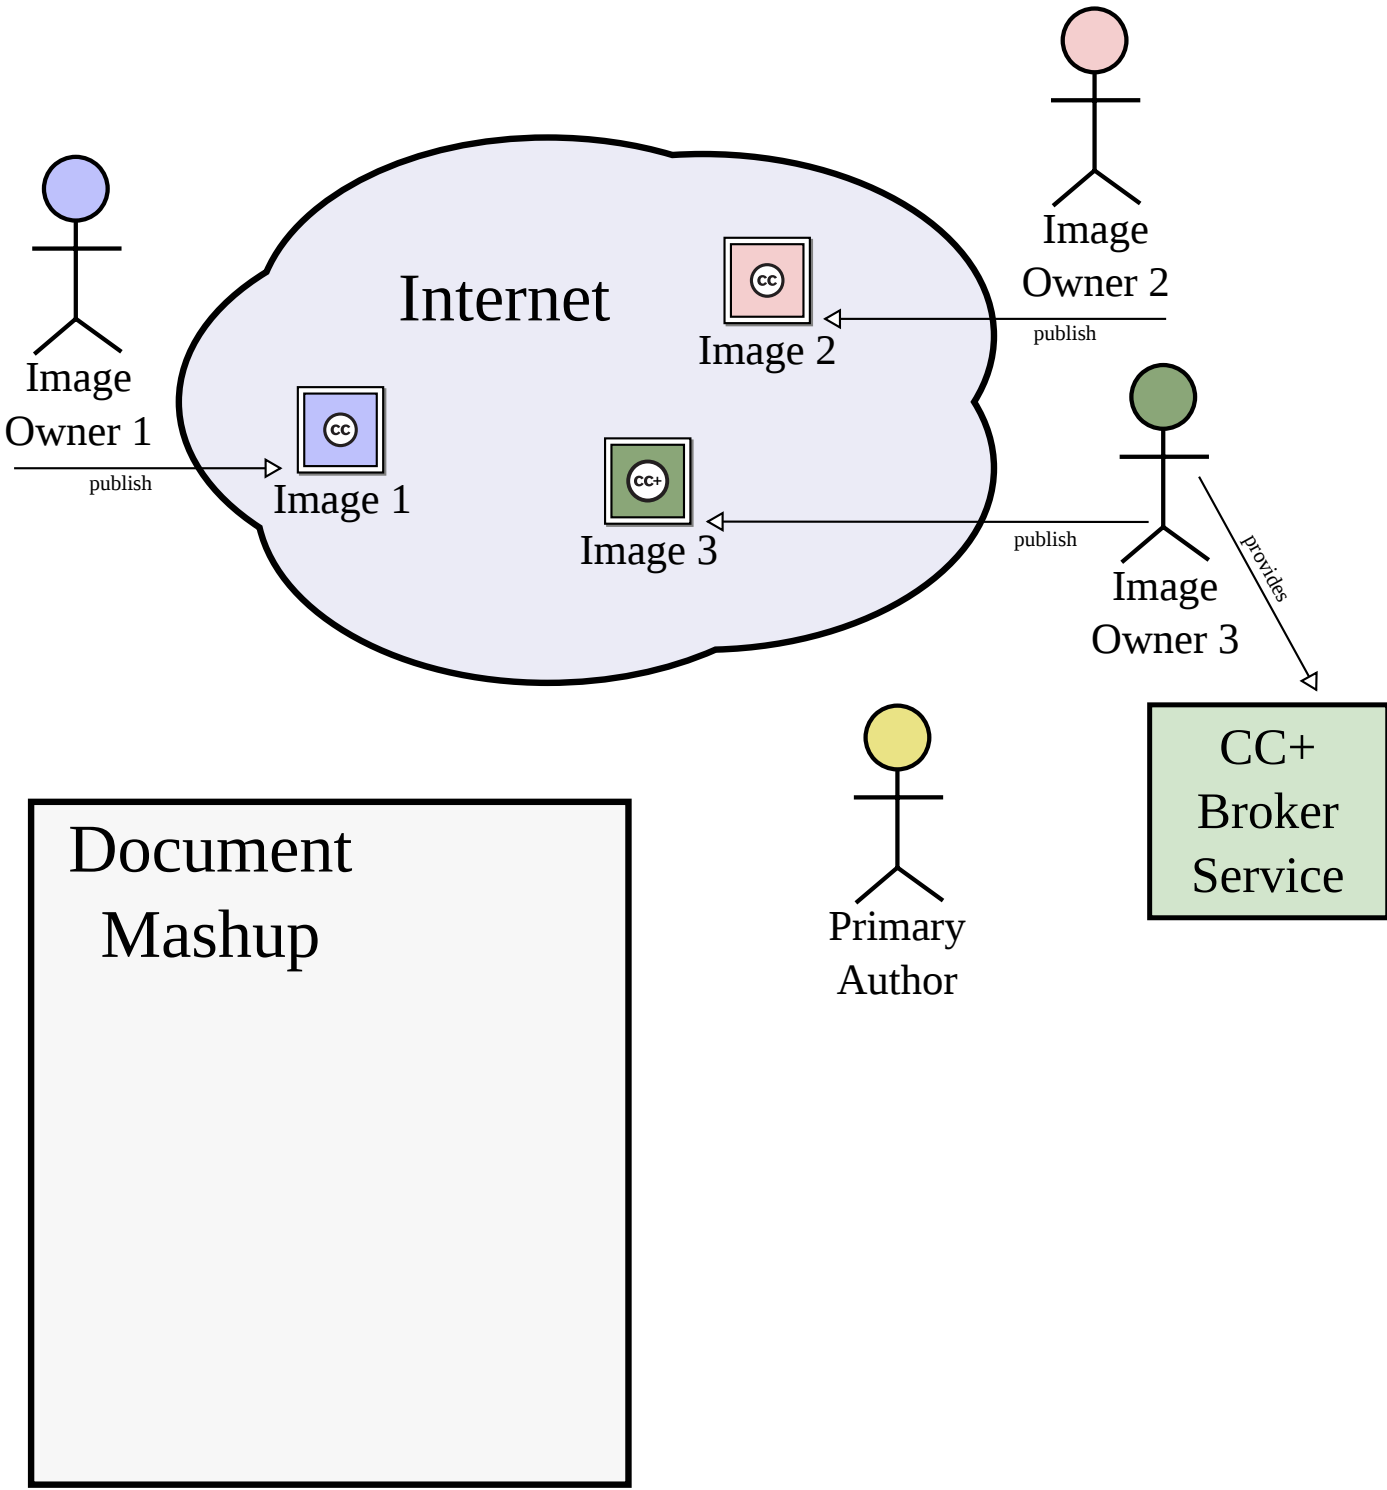 Image
Owner 2
publish
Image
Owner 1
publish
Internet
CC
Image 2
CC
Image 1
CC+
Image 3
publish
Image
Owner 3
provides
CC+
Broker
Service
Primary
Author
Document
Mashup